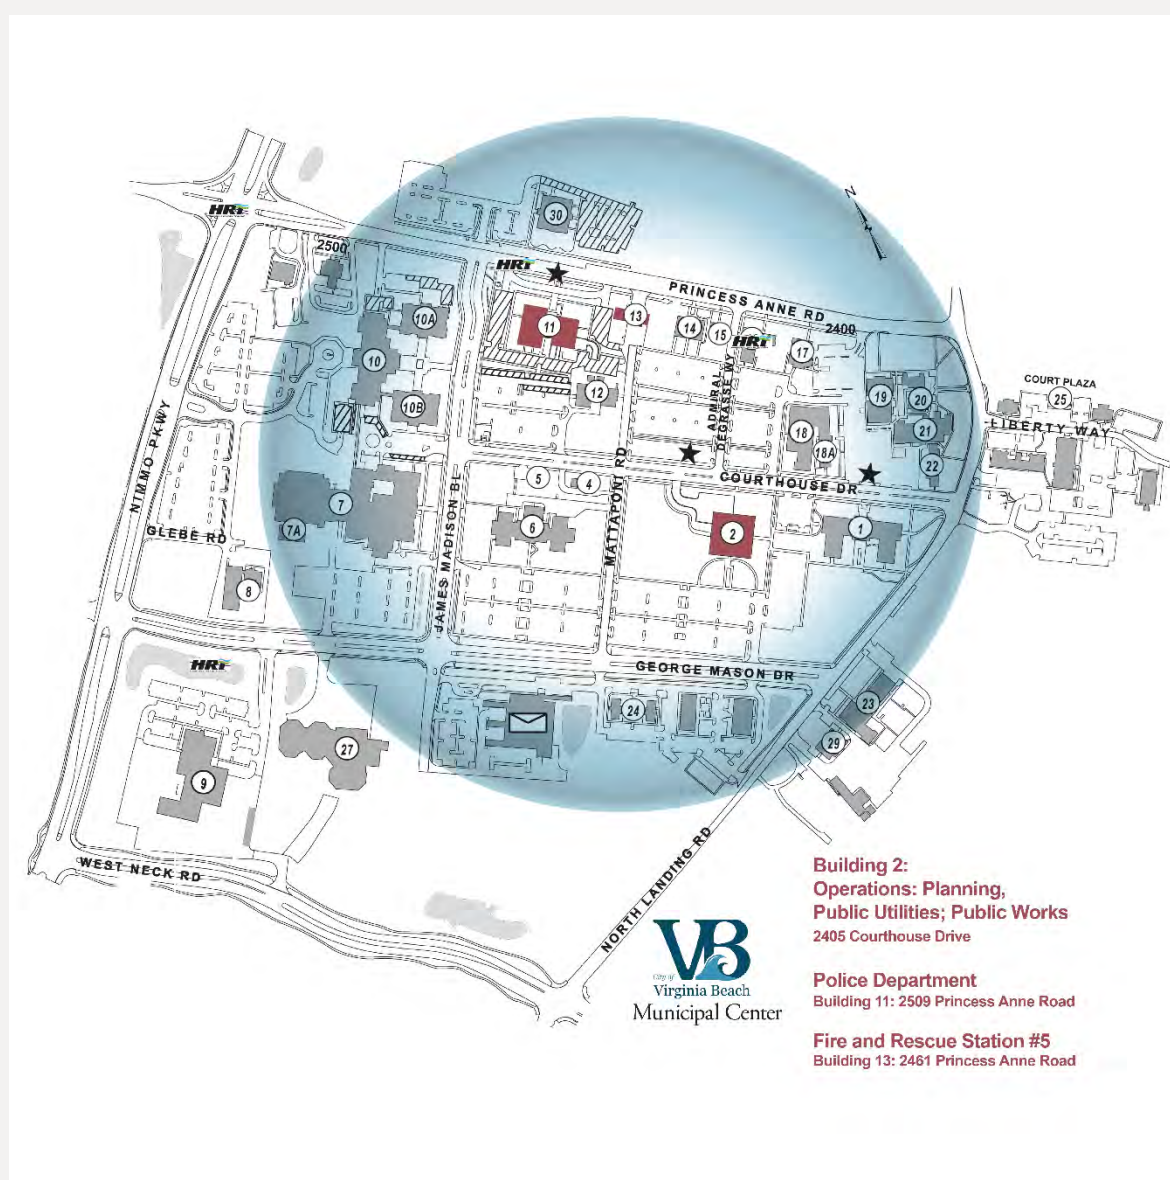 N
30
HRT
2500
HRT
PRINCESS ANNE RD
10A
11
13
14
15
2400
HRT
17
10
12
ADMIRAL
DEGRASSE WY
COURT PLAZA
10B
19
20
25
NIMMO PKWY
18
21
LIBERTY WAY
18A
22
MATTAPONI RD
5
4
COURTHOUSE DR
7
7A
JAMES MADISON BL
6
2
1
GLEBE RD
8
HRT
GEORGE MASON DR
24
23
27
29
9
WEST NECK RD
NORTH LANDING RD
Building 2:
Operations: Planning,
Public Utilities; Public Works
2405 Courthouse Drive
VB
City of
Virginia Beach
Municipal Center
Police Department
Building 11: 2509 Princess Anne Road
Fire and Rescue Station #5
Building 13: 2461 Princess Anne Road